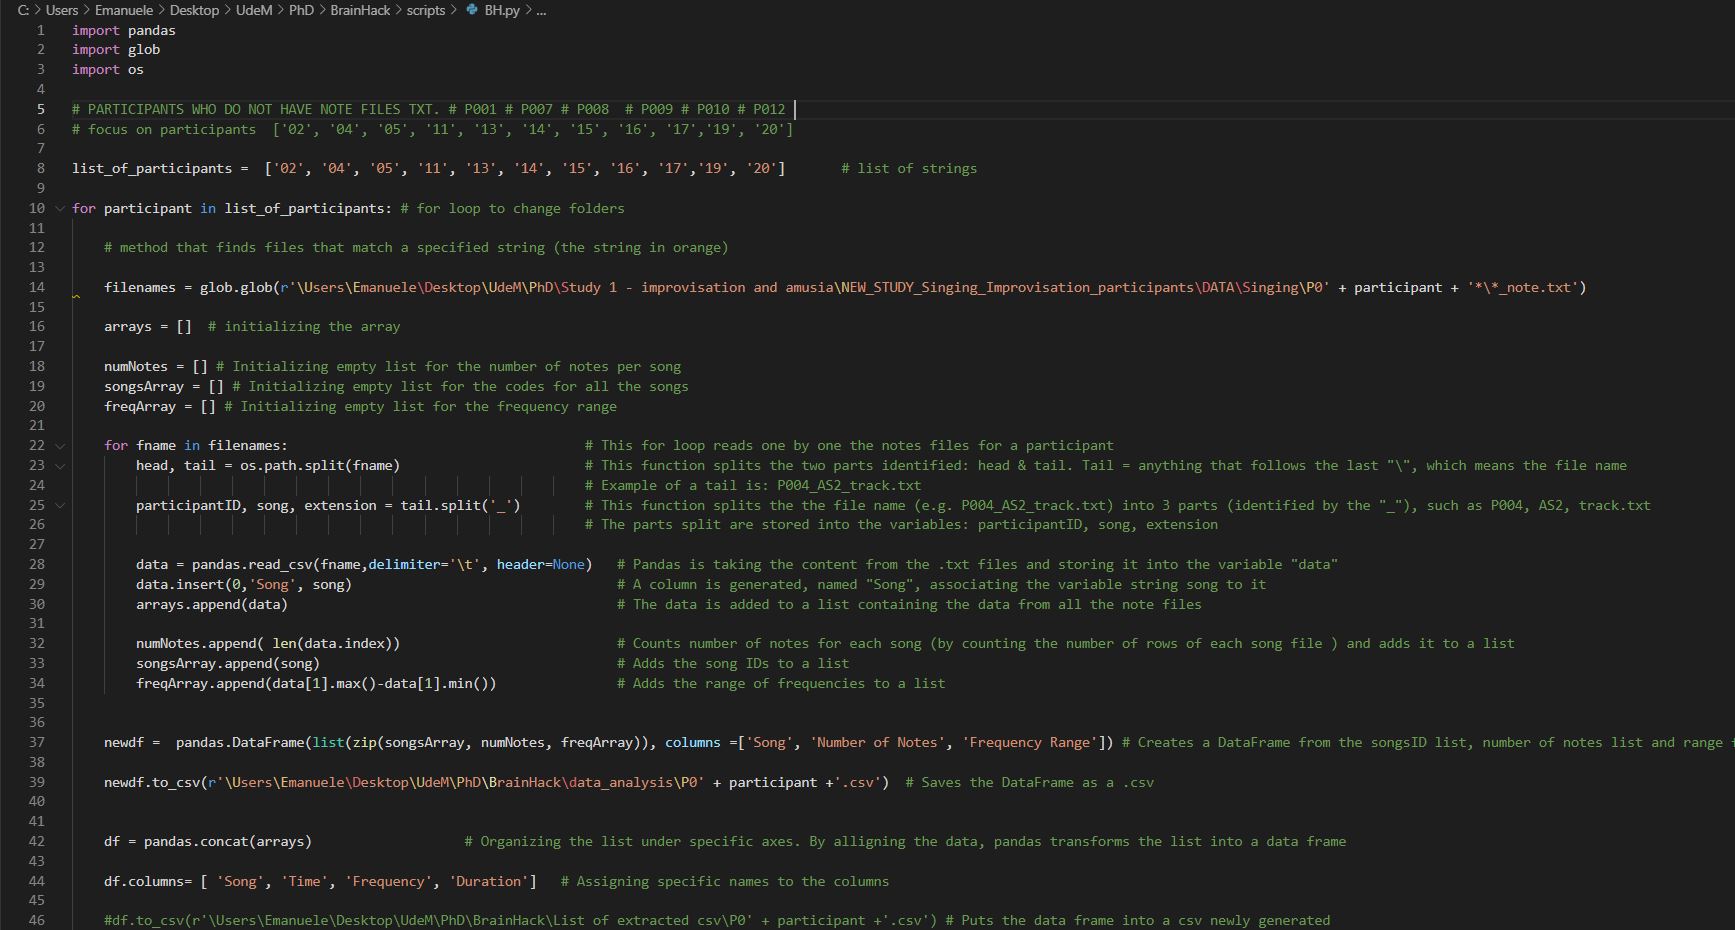 C: > Users > Emanuele > Desktop > UdeM > PhD > BrainHack > scripts > BH.py > ...
1 import pandas
2 import glob
3 import os
4
5 # PARTICIPANTS WHO DO NOT HAVE NOTE FILES TXT. # P001 # P007 # P008  # P009 # P010 # P012
6 # focus on participants  ['02', '04', '05', '11', '13', '14', '15', '16', '17','19', '20']
7
8 list_of_participants =  ['02', '04', '05', '11', '13', '14', '15', '16', '17','19', '20']       # list of strings
9
10 for participant in list_of_participants: # for loop to change folders
11
12     # method that finds files that match a specified string (the string in orange)
13
14     filenames = glob.glob(r'\Users\Emanuele\Desktop\UdeM\PhD\Study 1 - improvisation and amusia\NEW_STUDY_Singing_Improvisation_participants\DATA\Singing\P0' + participant + '*\*_note.txt')
15
16     arrays = []  # initializing the array
17
18     numNotes = [] # Initializing empty list for the number of notes per song
19     songsArray = [] # Initializing empty list for the codes for all the songs
20     freqArray = [] # Initializing empty list for the frequency range
21
22     for fname in filenames:                                     # This for loop reads one by one the notes files for a participant
23         head, tail = os.path.split(fname)                       # This function splits the two parts identified: head & tail. Tail = anything that follows the last "\", which means the file name
24                                                                 # Example of a tail is: P004_AS2_track.txt
25         participantID, song, extension = tail.split('_')        # This function splits the the file name (e.g. P004_AS2_track.txt) into 3 parts (identified by the "_"), such as P004, AS2, track.txt
26                                                                 # The parts split are stored into the variables: participantID, song, extension
27
28         data = pandas.read_csv(fname,delimiter='\t', header=None)   # Pandas is taking the content from the .txt files and storing it into the variable "data"
29         data.insert(0,'Song', song)                                 # A column is generated, named "Song", associating the variable string song to it
30         arrays.append(data)                                         # The data is added to a list containing the data from all the note files
31
32         numNotes.append( len(data.index))                           # Counts number of notes for each song (by counting the number of rows of each song file ) and adds it to a list
33         songsArray.append(song)                                     # Adds the song IDs to a list
34         freqArray.append(data[1].max()-data[1].min())               # Adds the range of frequencies to a list
35
36
37     newdf =  pandas.DataFrame(list(zip(songsArray, numNotes, freqArray)), columns =['Song', 'Number of Notes', 'Frequency Range']) # Creates a DataFrame from the songsID list, number of notes list and range
38
39     newdf.to_csv(r'\Users\Emanuele\Desktop\UdeM\PhD\BrainHack\data_analysis\P0' + participant +'.csv')  # Saves the DataFrame as a .csv
40
41
42     df = pandas.concat(arrays)                   # Organizing the list under specific axes. By alligning the data, pandas transforms the list into a data frame
43
44     df.columns= [ 'Song', 'Time', 'Frequency', 'Duration']   # Assigning specific names to the columns
45
46     #df.to_csv(r'\Users\Emanuele\Desktop\UdeM\PhD\BrainHack\List of extracted csv\P0' + participant +'.csv') # Puts the data frame into a csv newly generated